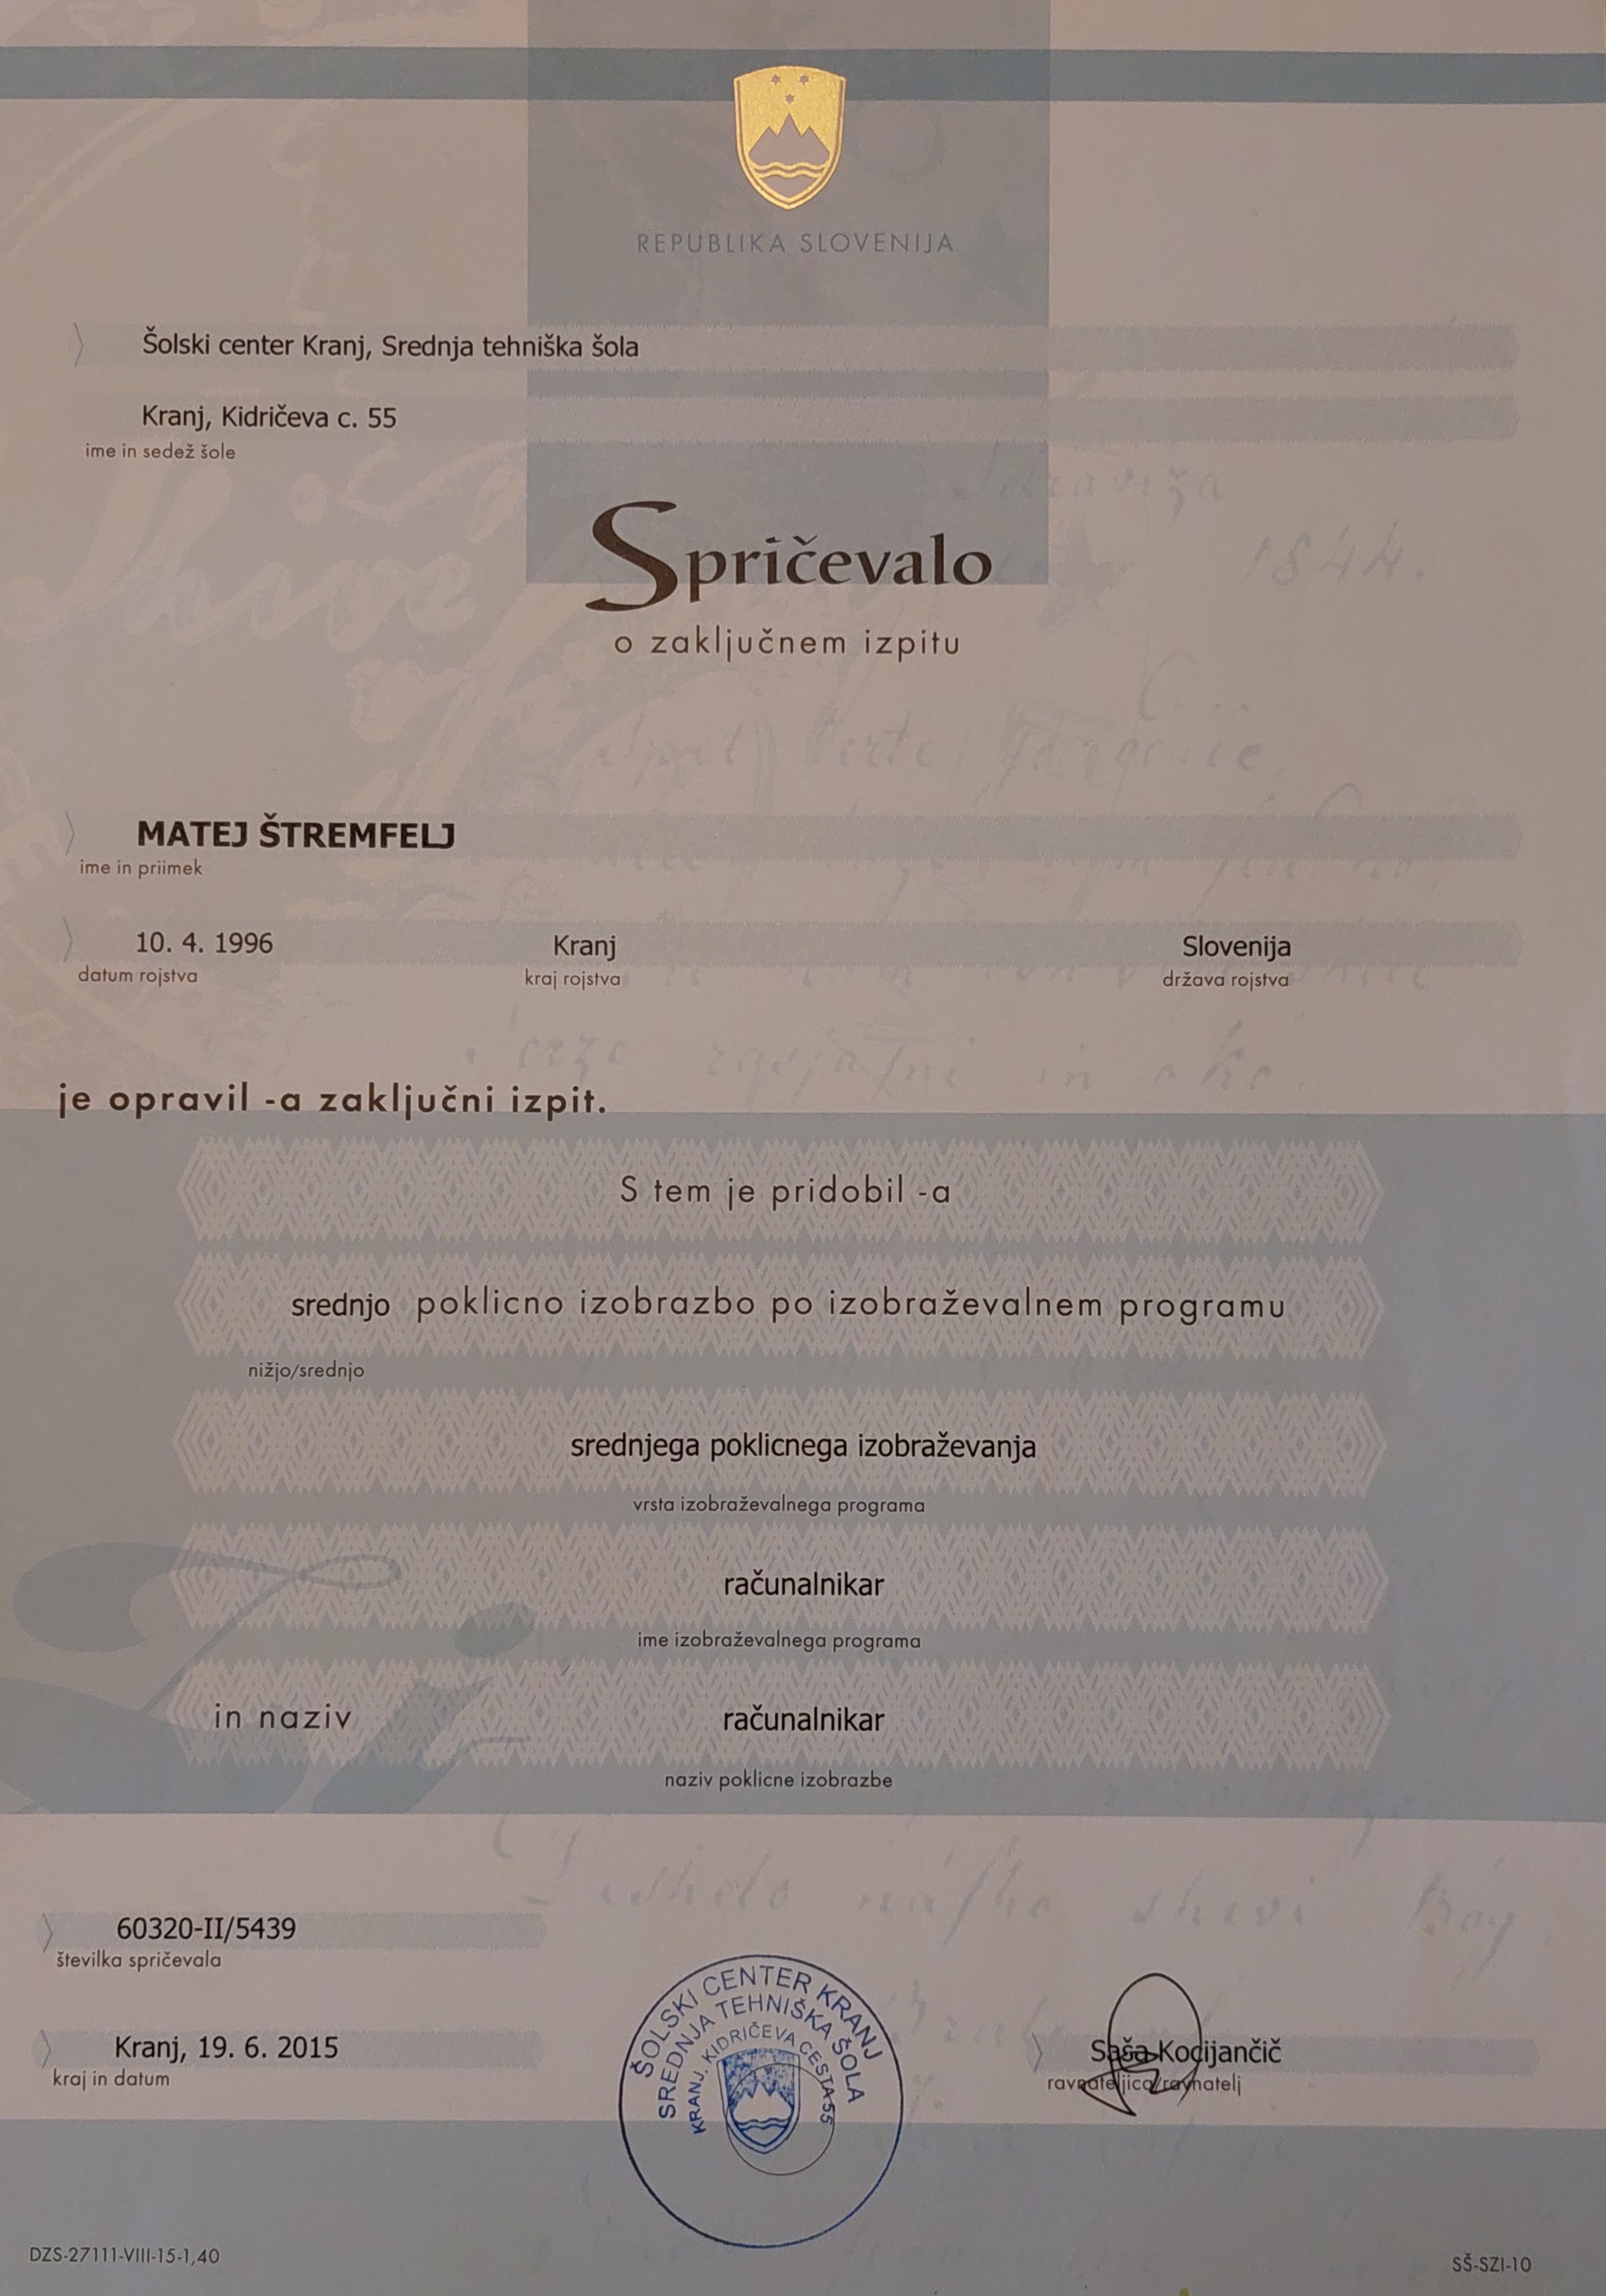 REPUBLIKA SLOVENIJA
Šolski center Kranj, Srednja tehniška šola
Kranj, Kidričeva c. 55
ime in sedež šole
Spričevalo
o zaključnem izpitu
MATEJ ŠTREMFELJ
ime in priimek
10. 4. 1996 Kranj Slovenija
datum rojstva kraj rojstva država rojstva
je opravil -a zaključni izpit.
S tem je pridobil -a
srednjo poklicno izobrazbo po izobraževalnem programu
nižjo/srednjo
srednjega poklicnega izobraževanja
vrsta izobraževalnega programa
računalnikar
ime izobraževalnega programa
in naziv računalnikar
naziv poklicne izobrazbe
60320-II/5439
številka spričevala
ŠOLSKI CENTER KRANJ
SREDNJA TEHNIŠKA ŠOLA
KRANJ, KIDRIČEVA CESTA 55
Kranj, 19. 6. 2015 Saša Kocijančič
kraj in datum ravnateljica/ravnatelj
DZS-27111-VIII-15-1,40 SŠ-SZI-10
1844.